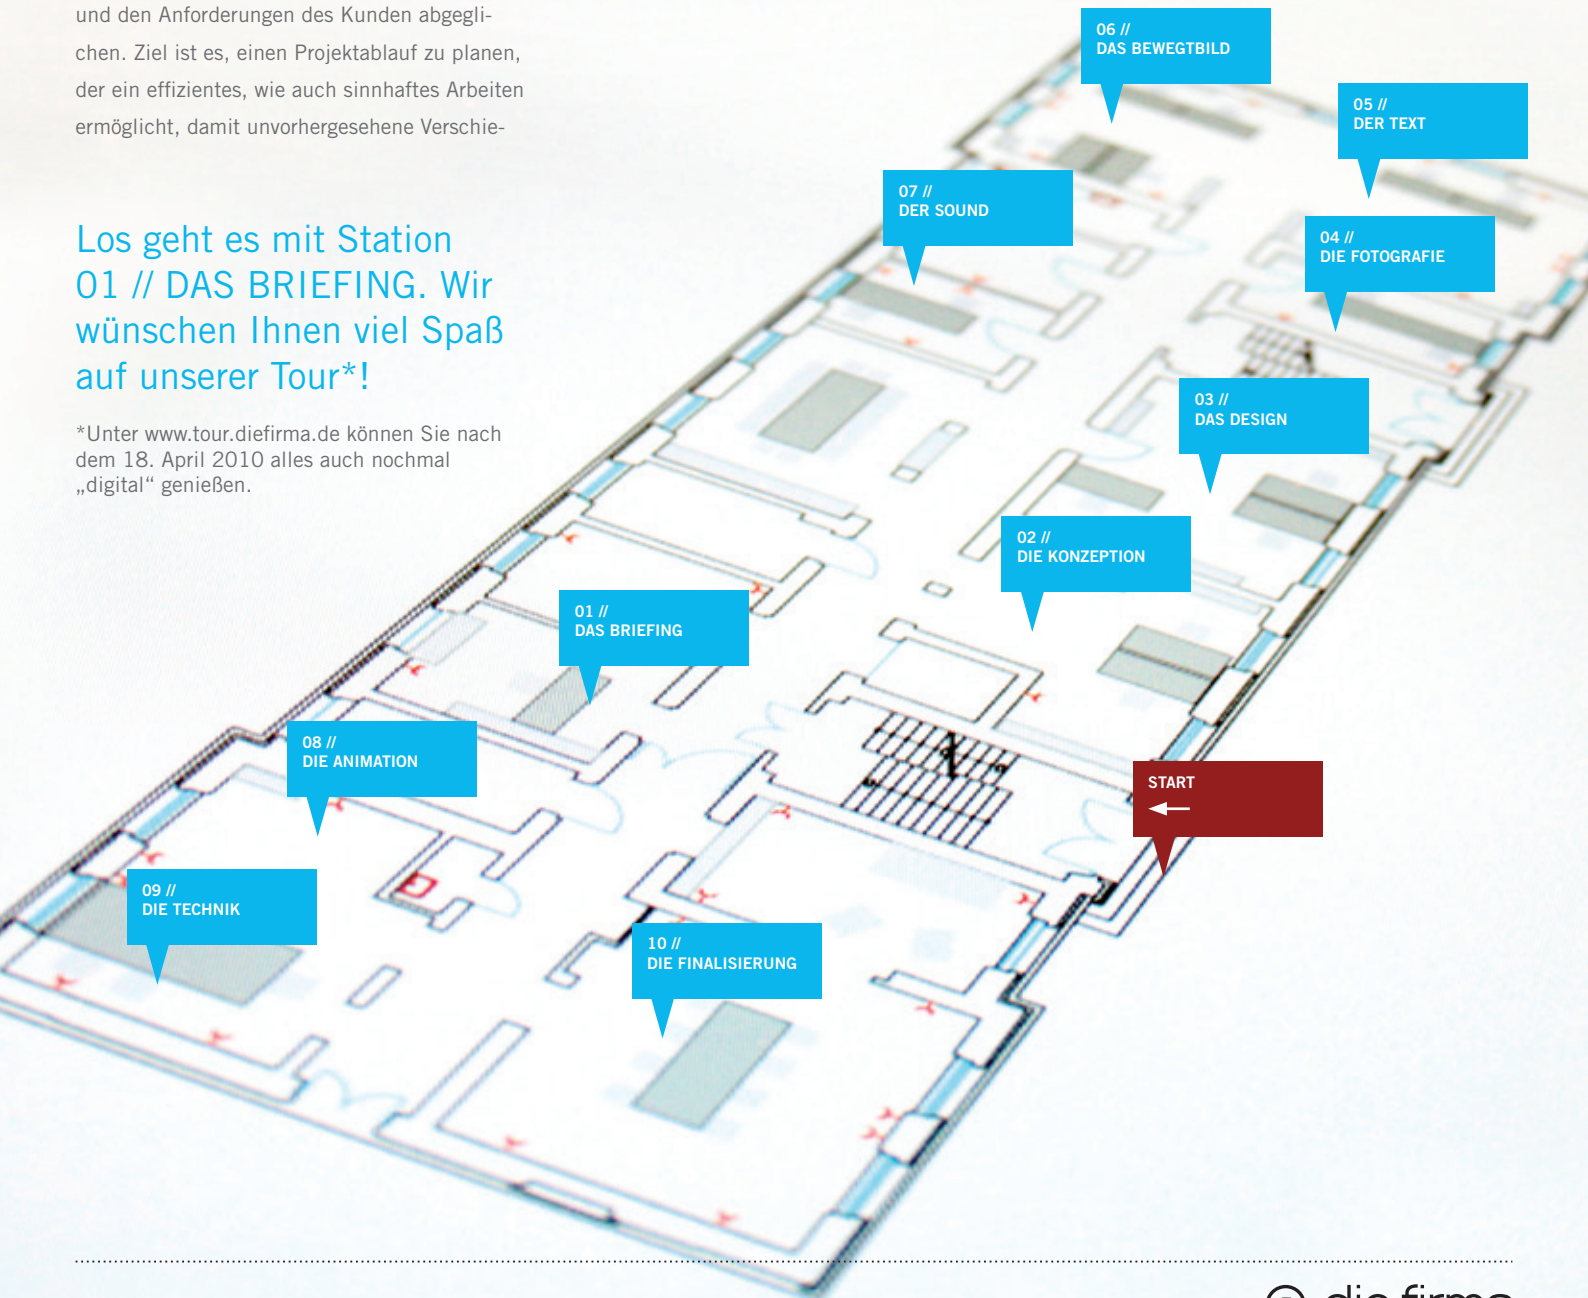 und den Anforderungen des Kunden abgegli-
chen. Ziel ist es, einen Projektablauf zu planen,
der ein effizientes, wie auch sinnhaftes Arbeiten
ermöglicht, damit unvorhergesehene Verschie-
Los geht es mit Station
01 // DAS BRIEFING. Wir
wünschen Ihnen viel Spaß
auf unserer Tour*!
*Unter www.tour.diefirma.de können Sie nach
dem 18. April 2010 alles auch nochmal
„digital“ genießen.
06 //
DAS BEWEGTBILD
05 //
DER TEXT
07 //
DER SOUND
04 //
DIE FOTOGRAFIE
03 //
DAS DESIGN
02 //
DIE KONZEPTION
01 //
DAS BRIEFING
08 //
DIE ANIMATION
START
09 //
DIE TECHNIK
10 //
DIE FINALISIERUNG
die firma